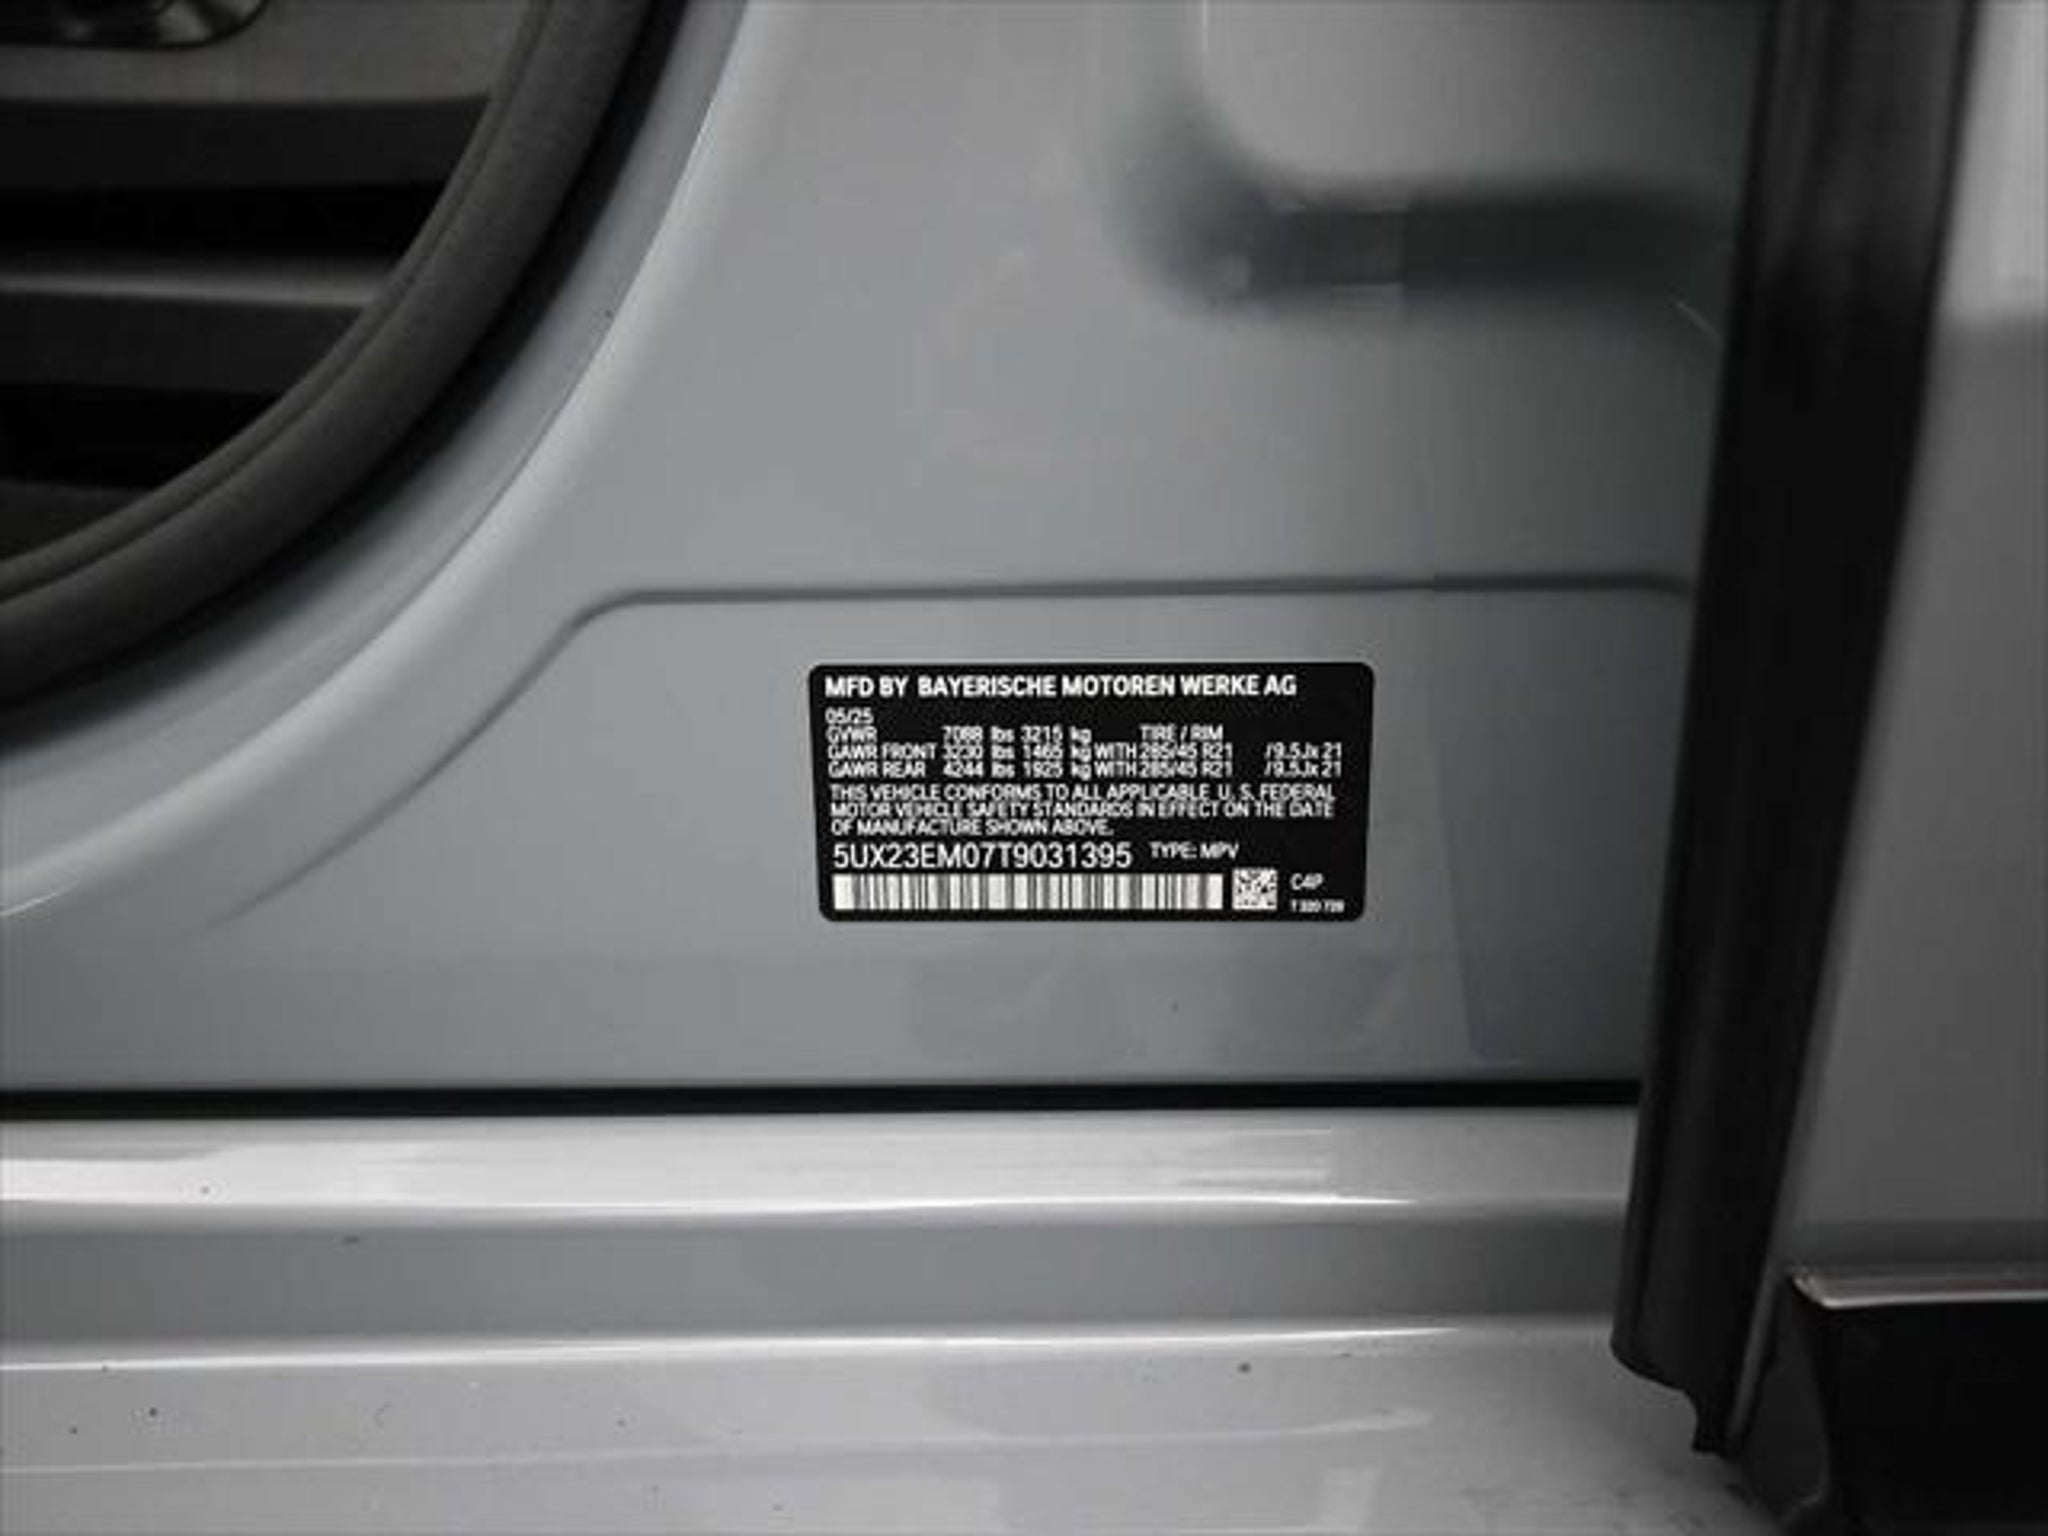 MFD BY BAYERISCHE MOTOREN WERKE AG
05/25
GVWR 7088 lbs 3215 kg TIRE / RIM
GAWR FRONT 3230 lbs 1465 kg WITH 285/45 R21 /9.5Jx 21
GAWR REAR 4244 lbs 1925 kg WITH 285/45 R21 /9.5Jx 21
THIS VEHICLE CONFORMS TO ALL APPLICABLE U. S. FEDERAL
MOTOR VEHICLE SAFETY STANDARDS IN EFFECT ON THE DATE
OF MANUFACTURE SHOWN ABOVE.
5UX23EM07T9031395 TYPE: MPV
C4P